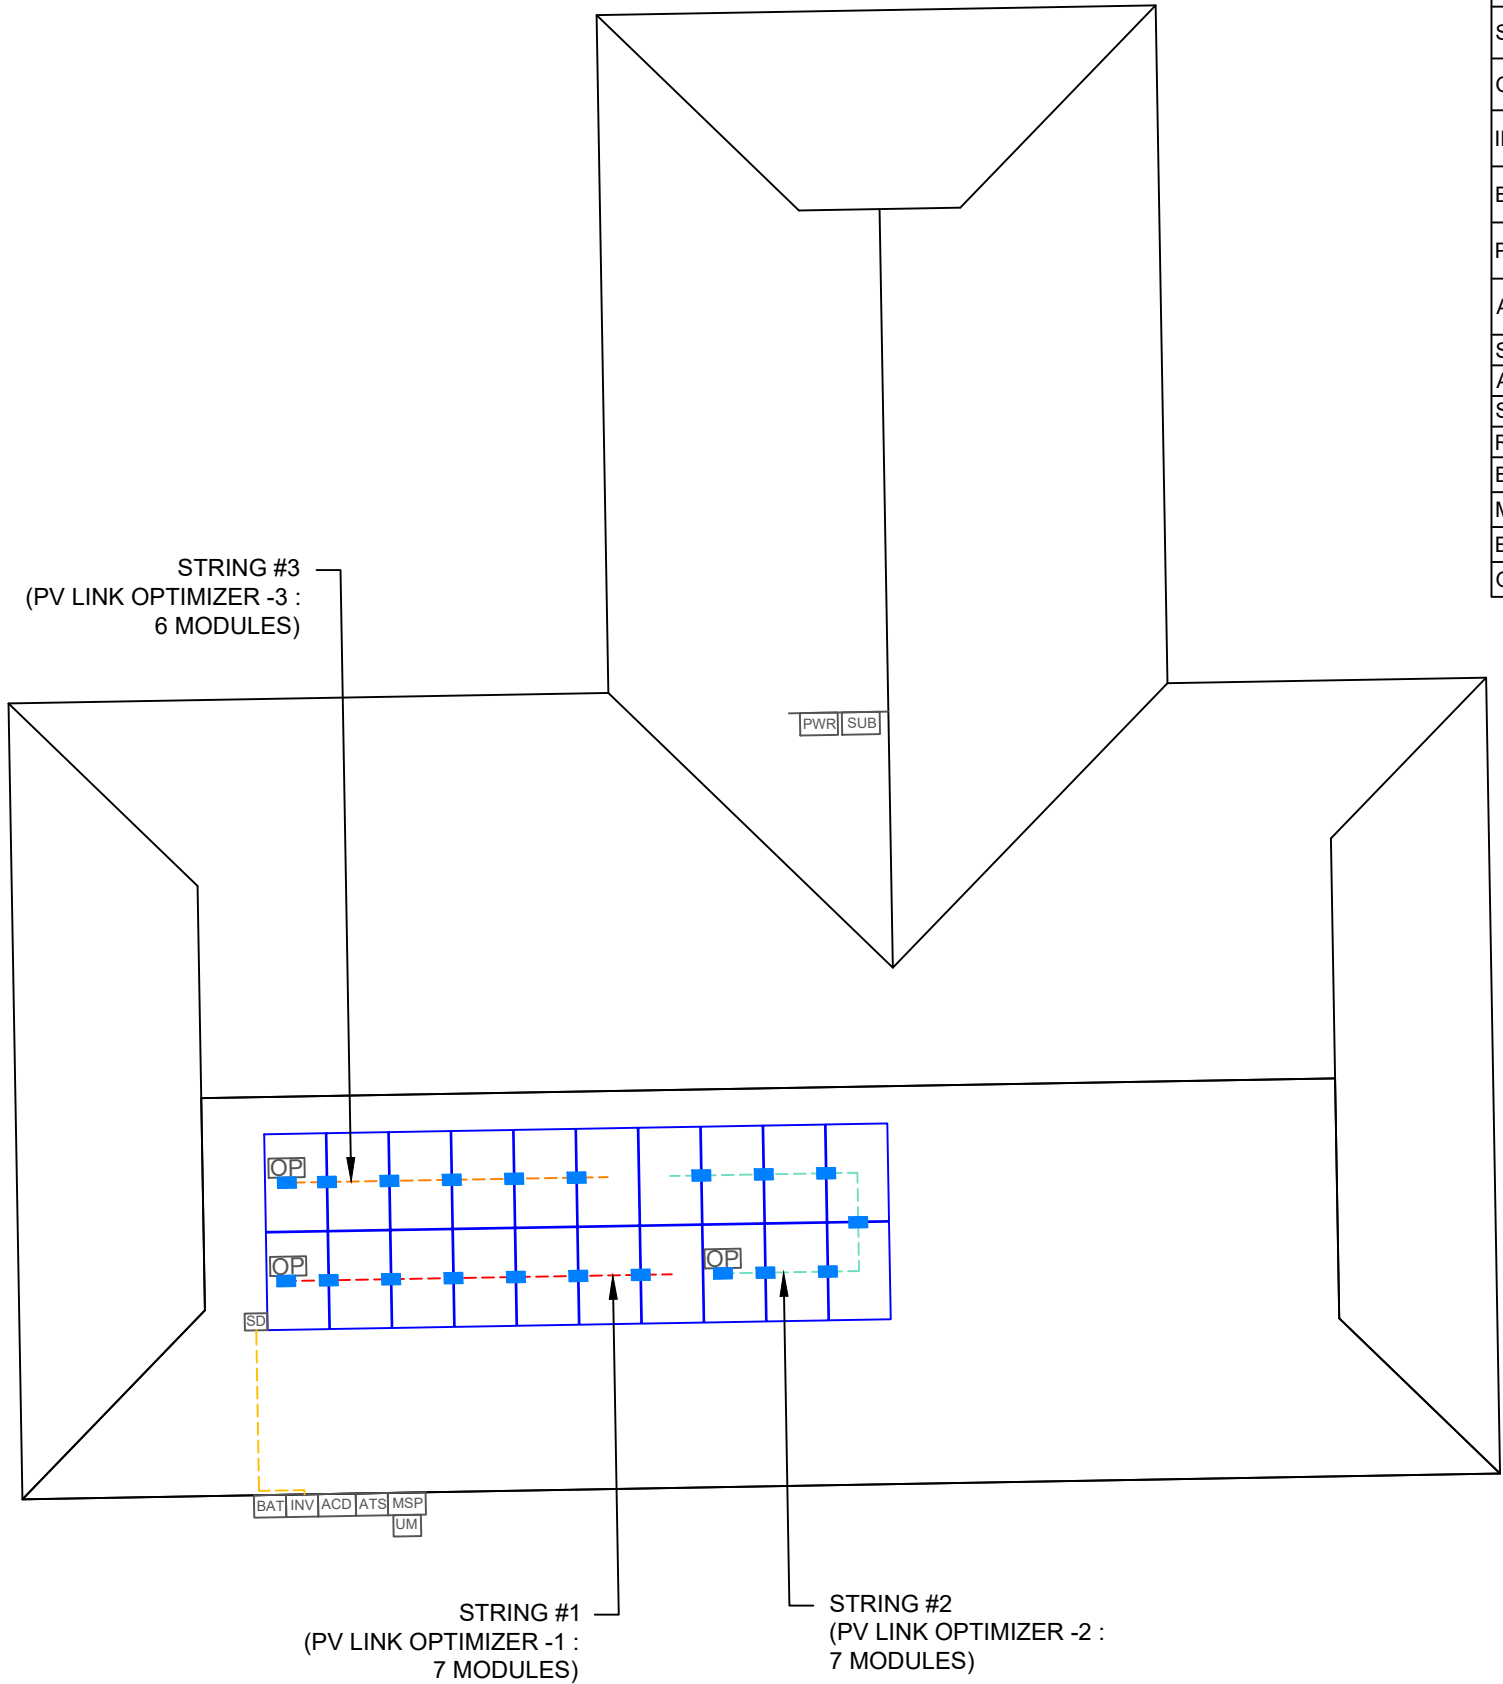 STRING #3
(PV LINK OPTIMIZER -3 :
6 MODULES)
PWR SUB
OP
OP
OP
SD
BAT INV ACD ATS MSP
UM
STRING #1
(PV LINK OPTIMIZER -1 :
7 MODULES)
STRING #2
(PV LINK OPTIMIZER -2 :
7 MODULES)